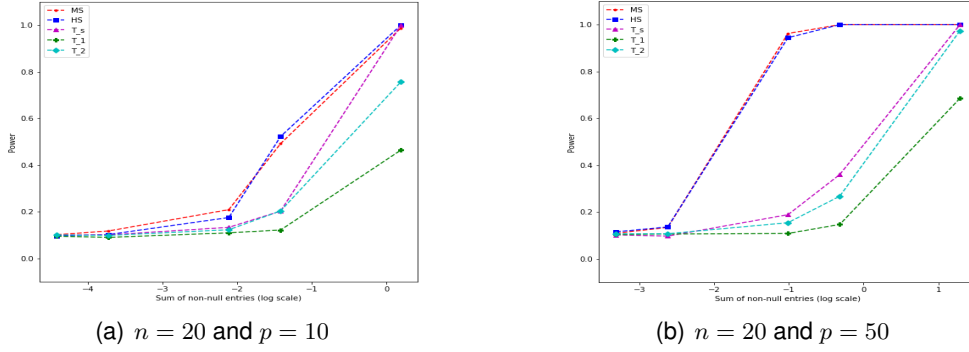 MS
HS
T_s
T_1
T_2
1.0
0.8
0.6
0.4
0.2
0.0
Power
−4 −3 −2 −1 0
Sum of non-null entries (log scale)
(a) n = 20 and p = 10
MS
HS
T_s
T_1
T_2
1.0
0.8
0.6
0.4
0.2
0.0
Power
−3 −2 −1 0 1
Sum of non-null entries (log scale)
(b) n = 20 and p = 50